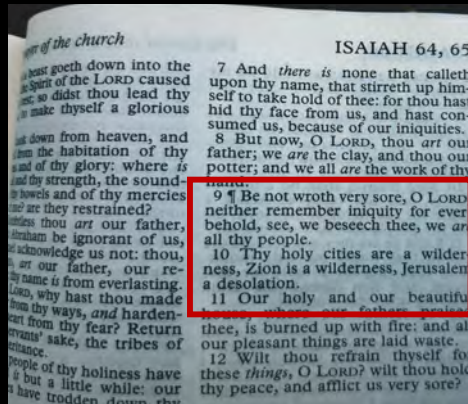 of the church
ISAIAH 64, 65
goeth down into the
Spirit of the LORD caused
so didst thou lead thy
make thyself a glorious
down from heaven, and
from the habitation of thy
and of thy glory: where is
and thy strength, the sound-
bowels and of thy mercies
are they restrained?
thou art our father,
be ignorant of us,
acknowledge us not: thou,
art our father, our re-
name is from everlasting.
LORD, why hast thou made
from thy ways, and harden-
from thy fear? Return
sake, the tribes of
people of thy holiness have
but a little while: our
have trodden down thy
7 And there is none that calleth
upon thy name, that stirreth up him-
self to take hold of thee: for thou has
hid thy face from us, and hast con-
sumed us, because of our iniquities.
8 But now, O LORD, thou art our
father; we are the clay, and thou our
potter; and we all are the work of thy
hand.
9 ¶ Be not wroth very sore, O LORD
neither remember iniquity for ever
behold, see, we beseech thee, we are
all thy people.
10 Thy holy cities are a wilder-
ness, Zion is a wilderness, Jerusalem
a desolation.
11 Our holy and our beautiful
house, where our fathers praised
thee, is burned up with fire: and all
our pleasant things are laid waste.
12 Wilt thou refrain thyself for
these things, O LORD? wilt thou hold
thy peace, and afflict us very sore?